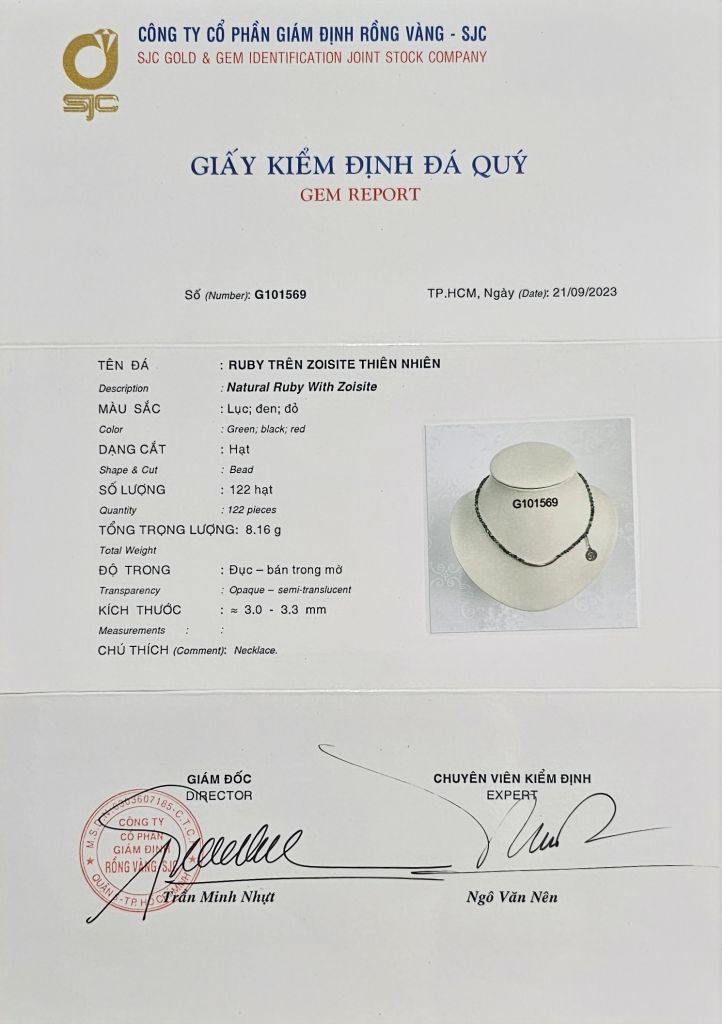 CÔNG TY CỔ PHẦN GIÁM ĐỊNH RỒNG VÀNG - SJC
SJC GOLD & GEM IDENTIFICATION JOINT STOCK COMPANY
SJC
GIẤY KIỂM ĐỊNH ĐÁ QUÝ
GEM REPORT
Số (Number): G101569
TP.HCM, Ngày (Date): 21/09/2023
TÊN ĐÁ : RUBY TRÊN ZOISITE THIÊN NHIÊN
Description : Natural Ruby With Zoisite
MÀU SẮC : Lục; đen; đỏ
Color : Green; black; red
DẠNG CẮT : Hạt
Shape & Cut : Bead
SỐ LƯỢNG : 122 hạt
Quantity : 122 pieces
TỔNG TRỌNG LƯỢNG: 8.16 g
Total Weight
ĐỘ TRONG : Đục – bán trong mờ
Transparency : Opaque – semi-translucent
KÍCH THƯỚC : ≈ 3.0 - 3.3 mm
Measurements : :
CHÚ THÍCH (Comment): Necklace.
G101569
GIÁM ĐỐC
DIRECTOR
CHUYÊN VIÊN KIỂM ĐỊNH
EXPERT
CÔNG TY
CỔ PHẦN
GIÁM ĐỊNH
RỒNG VÀNG-SJC
Trần Minh Nhựt
Ngô Văn Nên